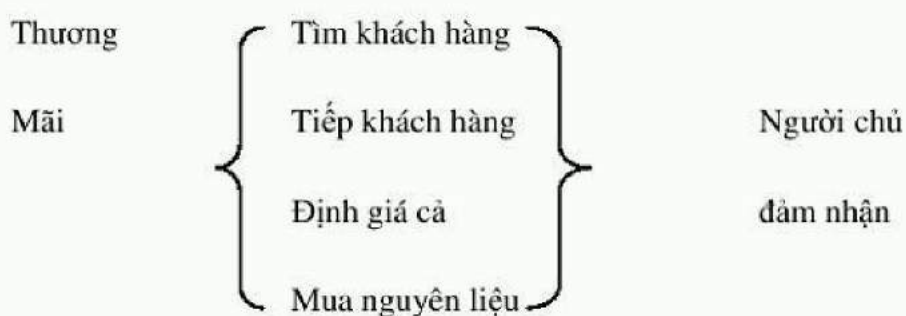 Thương Tìm khách hàng
Mãi Tiếp khách hàng Người chủ
Định giá cả đảm nhận
Mua nguyên liệu